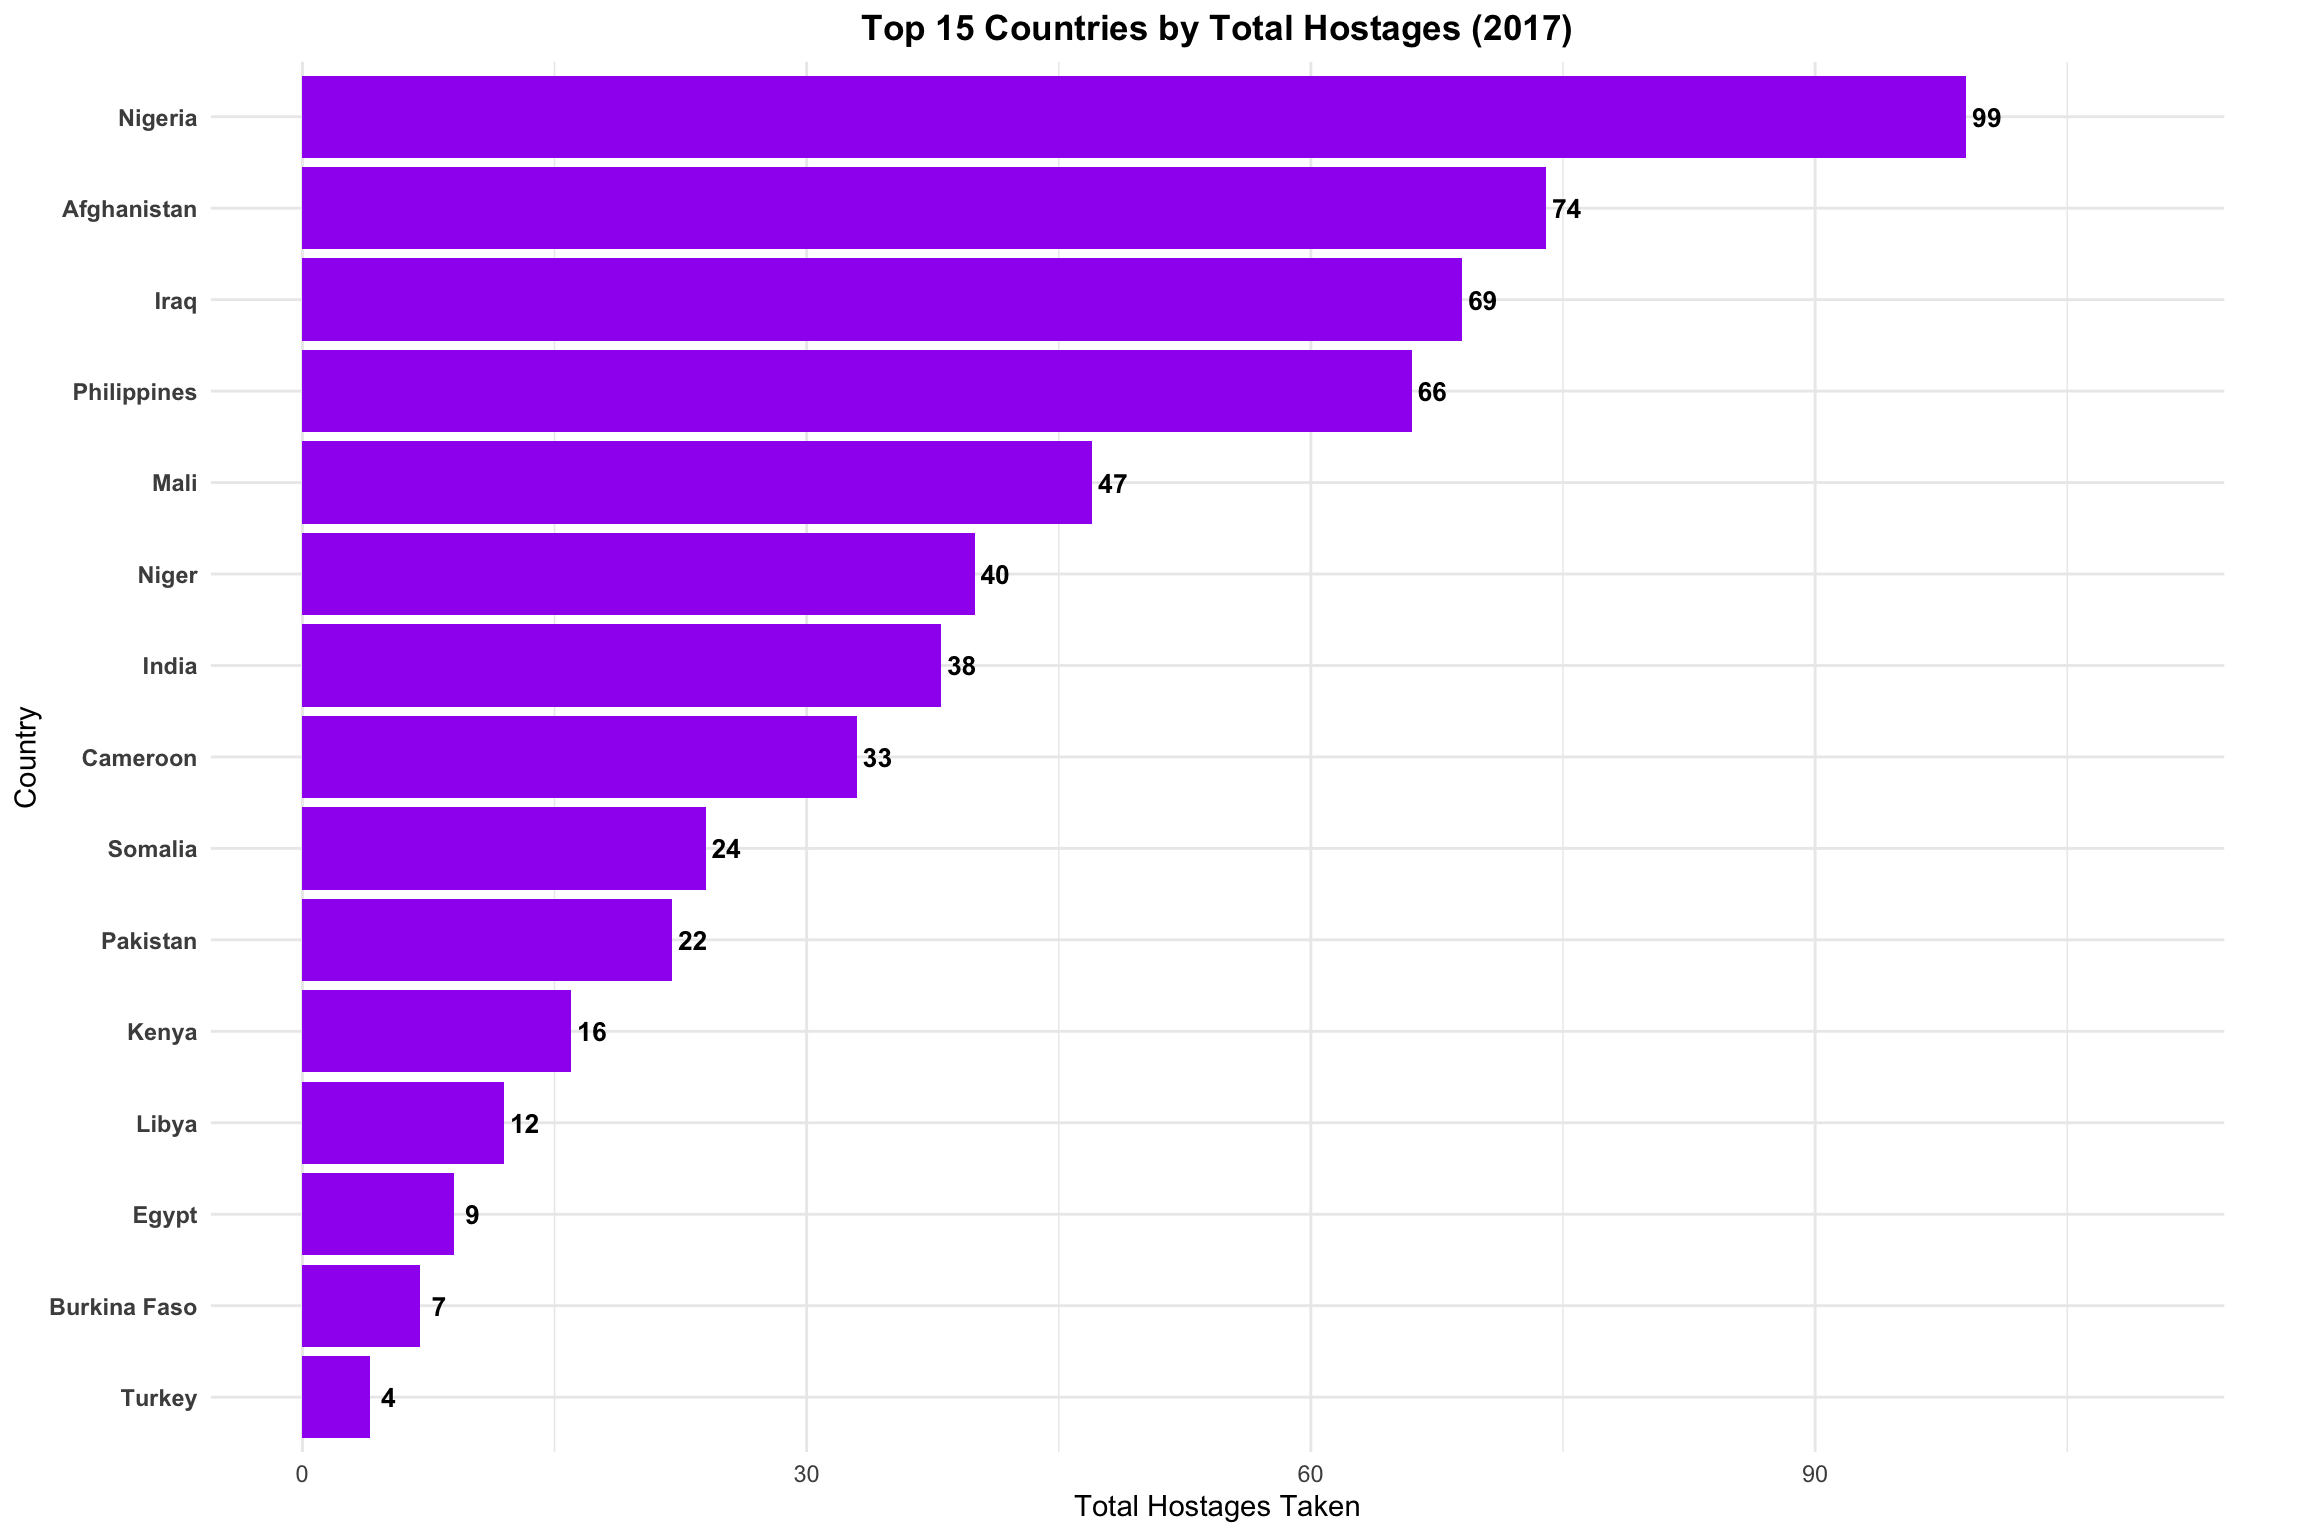 Top 15 Countries by Total Hostages (2017)
Nigeria 99
Afghanistan 74
Iraq 69
Philippines 66
Mali 47
Niger 40
India 38
Cameroon 33
Somalia 24
Pakistan 22
Kenya 16
Libya 12
Egypt 9
Burkina Faso 7
Turkey 4
Country
0 30 60 90
Total Hostages Taken